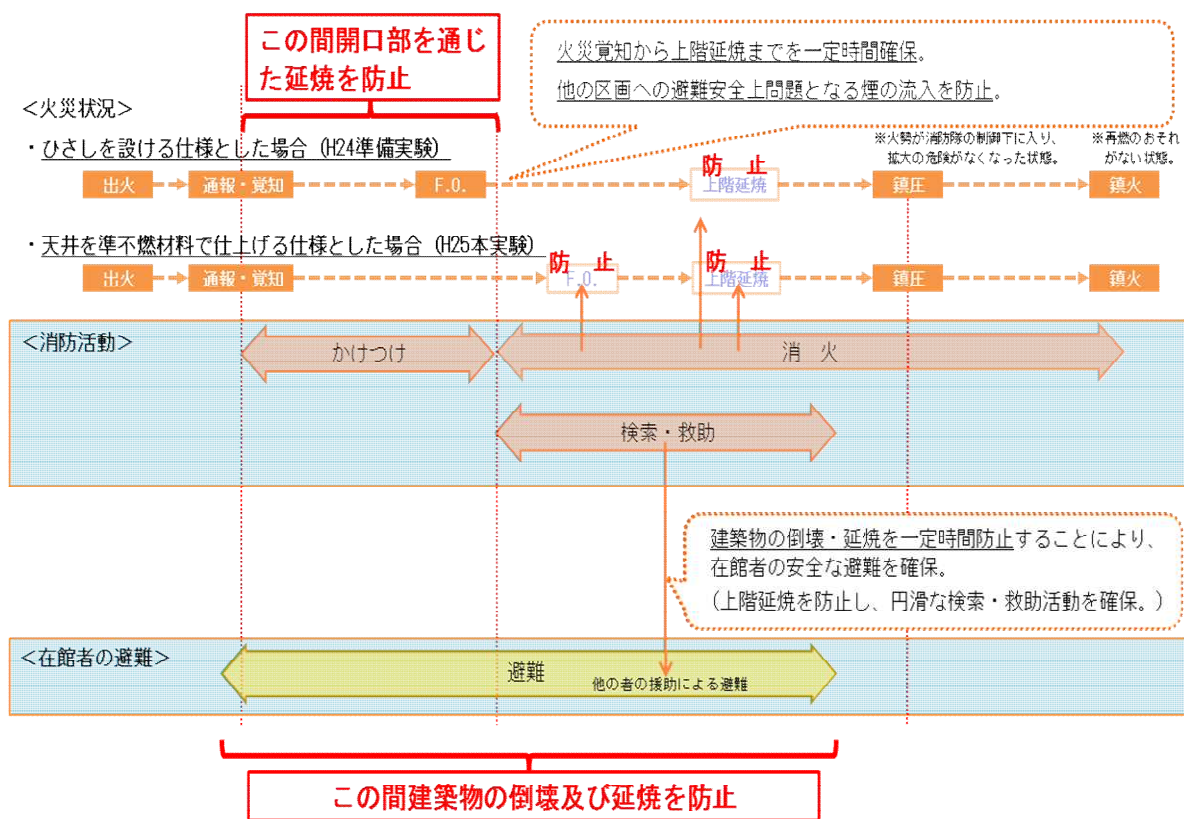 この間開口部を通じ
た延焼を防止
火災覚知から上階延焼までを一定時間確保。
他の区画への避難安全上問題となる煙の流入を防止。
<火災状況>
・ひさしを設ける仕様とした場合(H24準備実験)
※火勢が消防隊の制御下に入り、
拡大の危険がなくなった状態。
※再燃のおそれ
がない状態。
出火
通報・覚知
F.O.
防止
上階延焼
鎮圧
鎮火
・天井を準不燃材料で仕上げる仕様とした場合(H25本実験)
出火
通報・覚知
防 止
F.O.
防止
上階延焼
鎮圧
鎮火
<消防活動>
かけつけ
消 火
検索・救助
建築物の倒壊・延焼を一定時間防止することにより、
在館者の安全な避難を確保。
(上階延焼を防止し、円滑な検索・救助活動を確保。)
<在館者の避難>
避難
他の者の援助による避難
この間建築物の倒壊及び延焼を防止